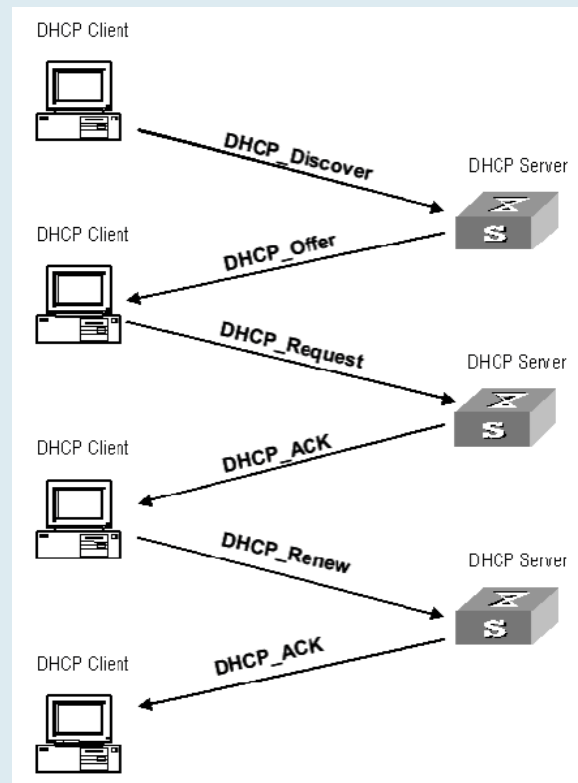 DHCP Client
DHCP_Discover
DHCP Server
S
DHCP Client
DHCP_Offer
DHCP_Request
DHCP Server
S
DHCP Client
DHCP_ACK
DHCP_Renew
DHCP Server
S
DHCP Client
DHCP_ACK